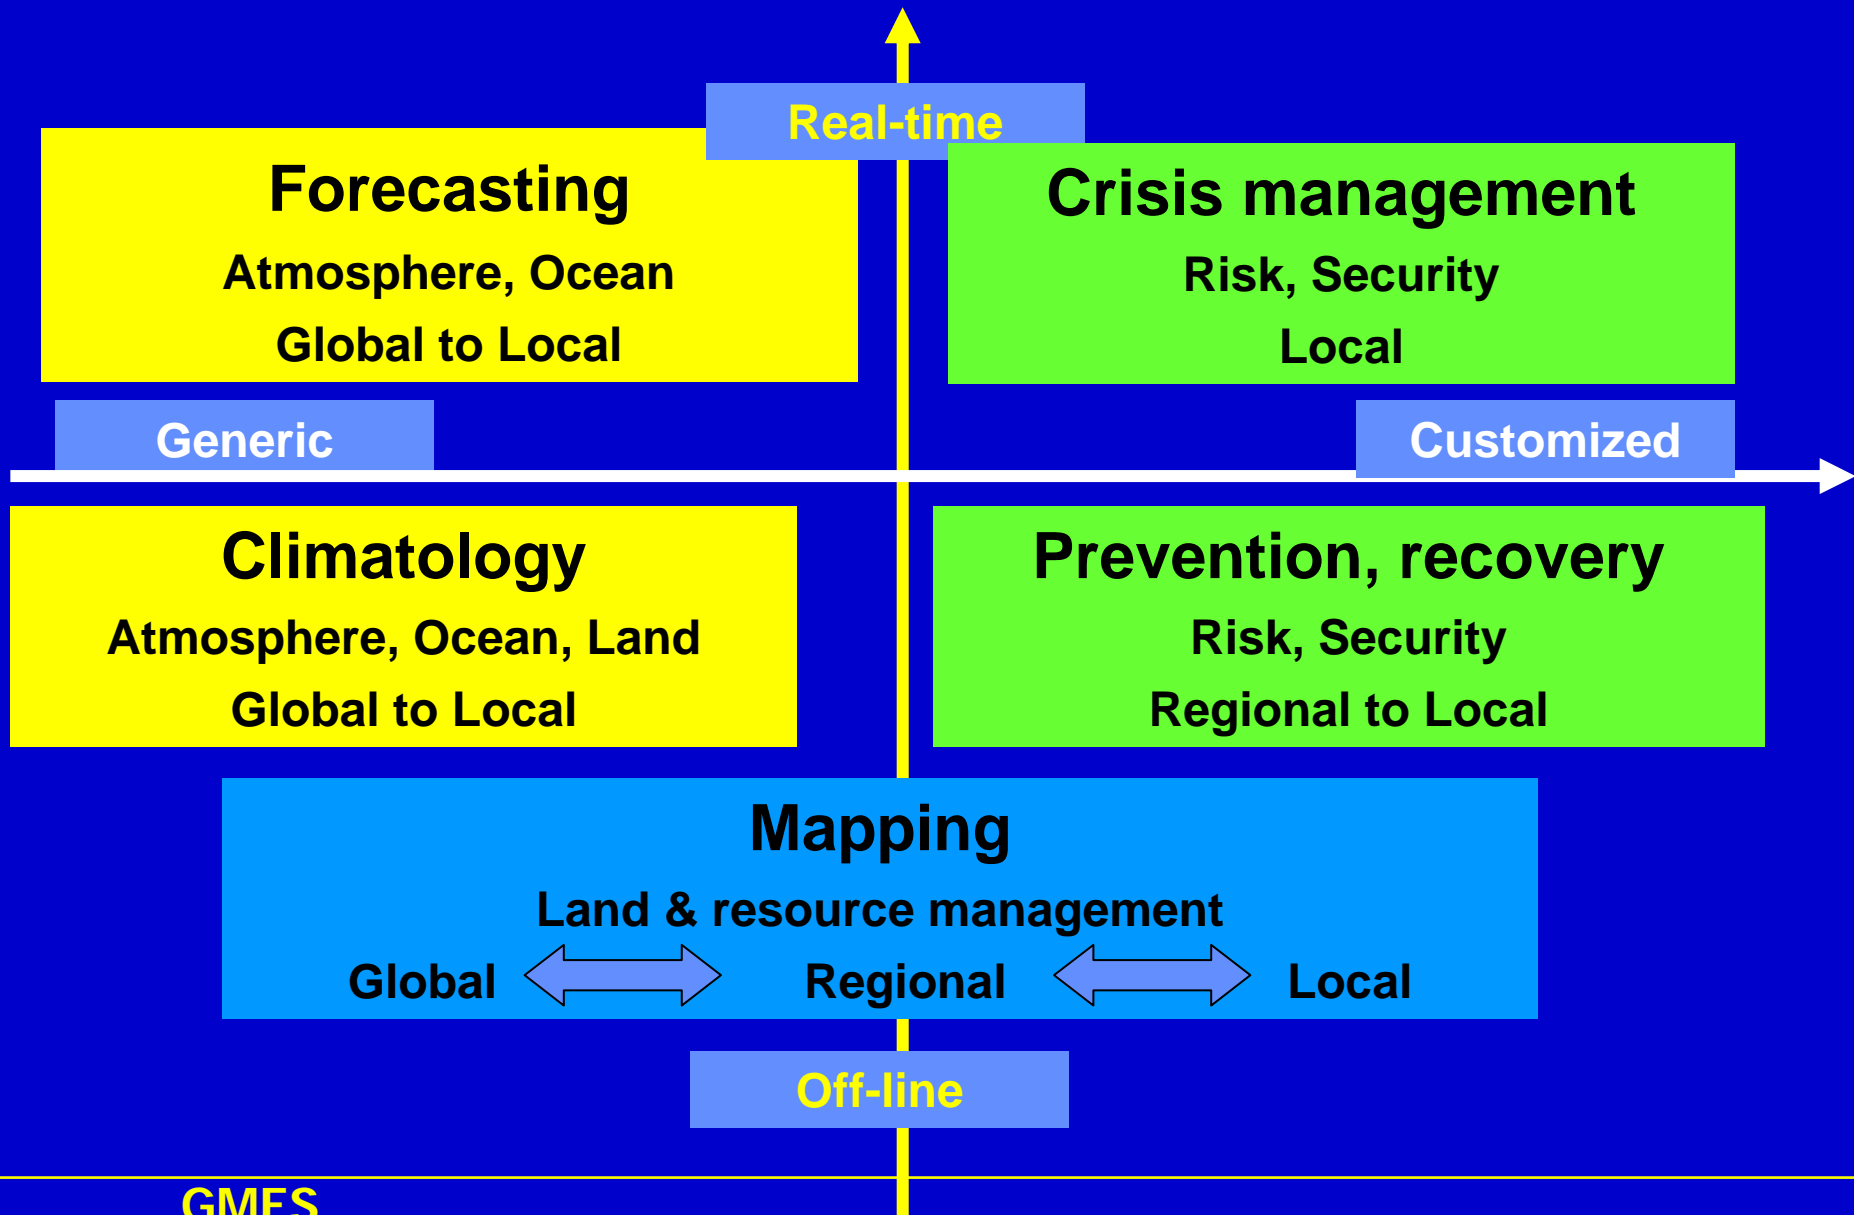 Real-time
Forecasting
Atmosphere, Ocean
Global to Local
Crisis management
Risk, Security
Local
Generic
Customized
Climatology
Atmosphere, Ocean, Land
Global to Local
Prevention, recovery
Risk, Security
Regional to Local
Mapping
Land & resource management
Global Regional Local
Off-line
GMES